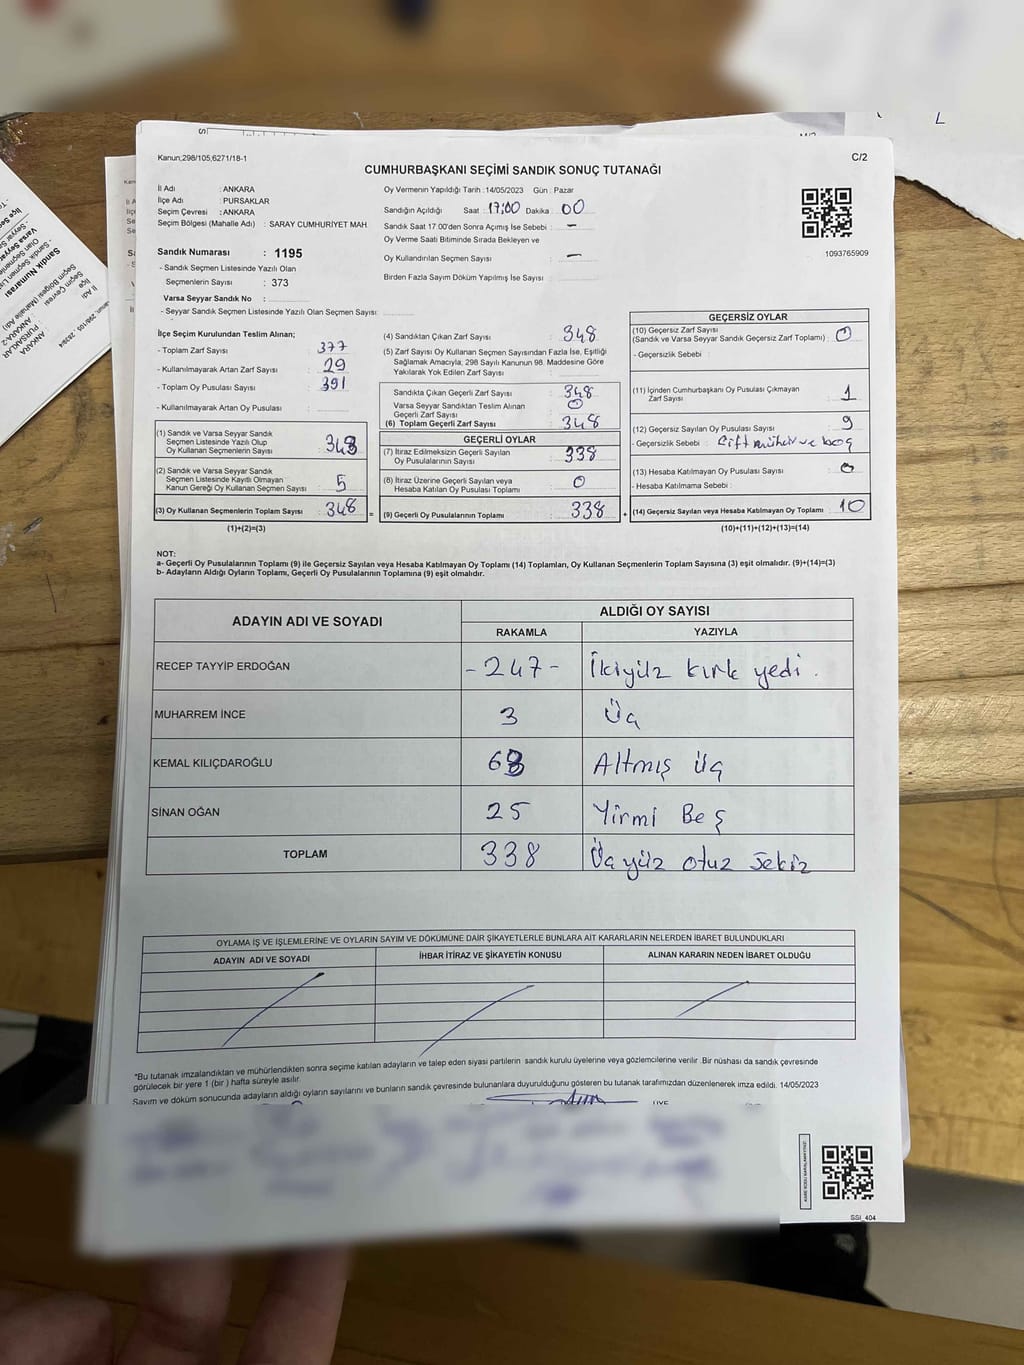 Kanun;298/105,6271/18-1
C/2
CUMHURBAŞKANI SEÇİMİ SANDIK SONUÇ TUTANAĞI
İl Adı : ANKARA
İlçe Adı : PURSAKLAR
Seçim Çevresi : ANKARA
Seçim Bölgesi (Mahalle Adı) : SARAY CUMHURİYET MAH
Sandık Numarası : 1195
- Sandık Seçmen Listesinde Yazılı Olan
Seçmenlerin Sayısı : 373
Varsa Seyyar Sandık No :
- Seyyar Sandık Seçmen Listesinde Yazılı Olan Seçmen Sayısı
Oy Vermenin Yapıldığı Tarih :14/05/2023 Gün : Pazar
Sandığın Açıldığı Saat 17:00 Dakika 00
Sandık Saat 17.00'den Sonra Açımış İse Sebebi : -
Oy Verme Saati Bitiminde Sırada Bekleyen ve
Oy Kullandırılan Seçmen Sayısı : -
Birden Fazla Sayım Döküm Yapılmış İse Sayısı :
1093765909
İlçe Seçim Kurulundan Teslim Alınan;
- Toplam Zarf Sayısı : 377
- Kullanılmayarak Artan Zarf Sayısı : 29
- Toplam Oy Pusulası Sayısı : 391
- Kullanılmayarak Artan Oy Pusulası :
(1) Sandık ve Varsa Seyyar Sandık
Seçmen Listesinde Yazılı Olup
Oy Kullanan Seçmenlerin Sayısı : 343
(2) Sandık ve Varsa Seyyar Sandık
Seçmen Listesinde Kayıtlı Olmayan
Kanun Gereği Oy Kullanan Seçmen Sayısı : 5
(3) Oy Kullanan Seçmenlerin Toplam Sayısı : 348
(1)+(2)=(3)
(4) Sandıktan Çıkan Zarf Sayısı : 348
(5) Zarf Sayısı Oy Kullanan Seçmen Sayısından Fazla İse, Eşitliği
Sağlamak Amacıyla; 298 Sayılı Kanunun 98. Maddesine Göre
Yakılarak Yok Edilen Zarf Sayısı :
Sandıkta Çıkan Geçerli Zarf Sayısı : 348
Varsa Seyyar Sandıktan Teslim Alınan
Geçerli Zarf Sayısı : 0
(6) Toplam Geçerli Zarf Sayısı : 348
GEÇERLİ OYLAR
(7) İtiraz Edilmeksizin Geçerli Sayılan
Oy Pusulalarının Sayısı : 338
(8) İtiraz Üzerine Geçerli Sayılan veya
Hesaba Katılan Oy Pusulası Toplamı : 0
= (9) Geçerli Oy Pusulalarının Toplamı : 338 +
GEÇERSİZ OYLAR
(10) Geçersiz Zarf Sayısı
(Sandık ve Varsa Seyyar Sandık Geçersiz Zarf Toplamı) : 0
- Geçersizlik Sebebi :
(11) İçinden Cumhurbaşkanı Oy Pusulası Çıkmayan
Zarf Sayısı : 1
(12) Geçersiz Sayılan Oy Pusulası Sayısı : 9
- Geçersizlik Sebebi : Çift mühür ve boş
(13) Hesaba Katılmayan Oy Pusulası Sayısı : 0
- Hesaba Katılmama Sebebi :
(14) Geçersiz Sayılan veya Hesaba Katılmayan Oy Toplamı : 10
(10)+(11)+(12)+(13)=(14)
NOT:
a- Geçerli Oy Pusulalarının Toplamı (9) ile Geçersiz Sayılan veya Hesaba Katılmayan Oy Toplamı (14) Toplamları, Oy Kullanan Seçmenlerin Toplam Sayısına (3) eşit olmalıdır. (9)+(14)=(3)
b- Adayların Aldığı Oyların Toplamı, Geçerli Oy Pusulalarının Toplamına (9) eşit olmalıdır.
ADAYIN ADI VE SOYADI
ALDIĞI OY SAYISI
RAKAMLA YAZIYLA
RECEP TAYYİP ERDOĞAN -247- İkiyüz kırk yedi.
MUHARREM İNCE 3 Üç
KEMAL KILIÇDAROĞLU 63 Altmış üç
SİNAN OĞAN 25 Yirmi Beş
TOPLAM 338 Üçyüz otuz sekiz
OYLAMA İŞ VE İŞLEMLERİNE VE OYLARIN SAYIM VE DÖKÜMÜNE DAİR ŞİKAYETLERLE BUNLARA AİT KARARLARIN NELERDEN İBARET BULUNDUKLARI
ADAYIN ADI VE SOYADI İHBAR İTİRAZ VE ŞİKAYETİN KONUSU ALINAN KARARIN NEDEN İBARET OLDUĞU
*Bu tutanak imzalandıktan ve mühürlendikten sonra seçime katılan adayların ve talep eden siyasi partilerin sandık kurulu üyelerine veya gözlemcilerine verilir .Bir nüshası da sandık çevresinde
görülecek bir yere 1 (bir ) hafta süreyle asılır.
Sayım ve döküm sonucunda adayların aldığı oyların sayılarını ve bunların sandık çevresinde bulunanlara duyurulduğunu gösteren bu tutanak tarafımızdan düzenlenerek imza edildi. 14/05/2023
SSI_404